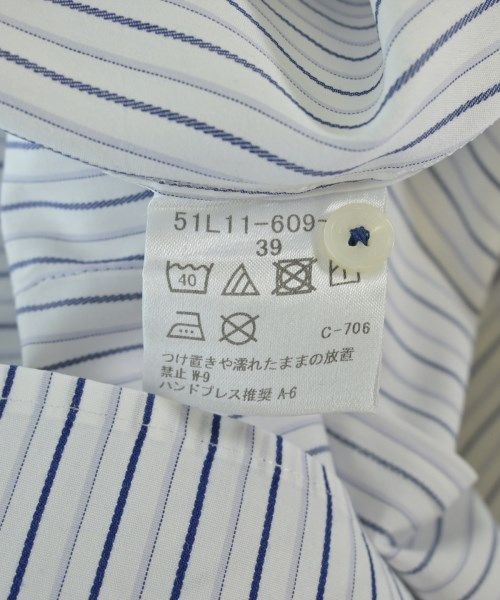 51L11-609-
39
40
C-706
つけ置きや濡れたままの放置
禁止 W-9
ハンドプレス推奨 A-6